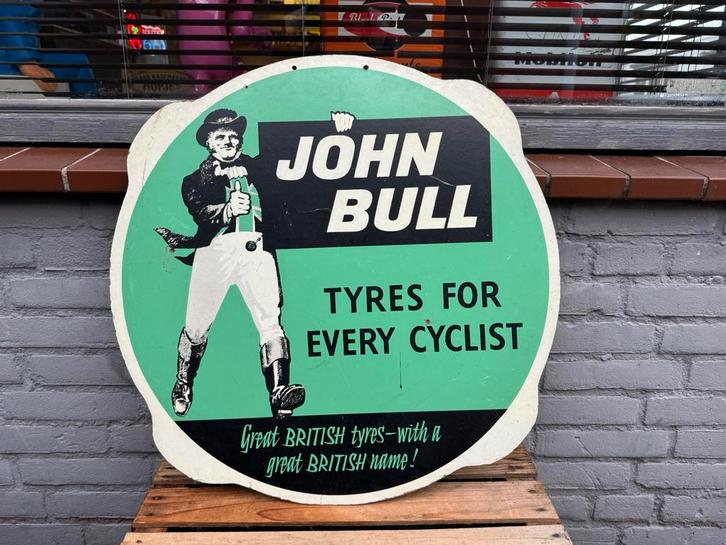 JOHN
BULL
TYRES FOR
EVERY CYCLIST
Great BRITISH tyres-with a
great BRITISH name!